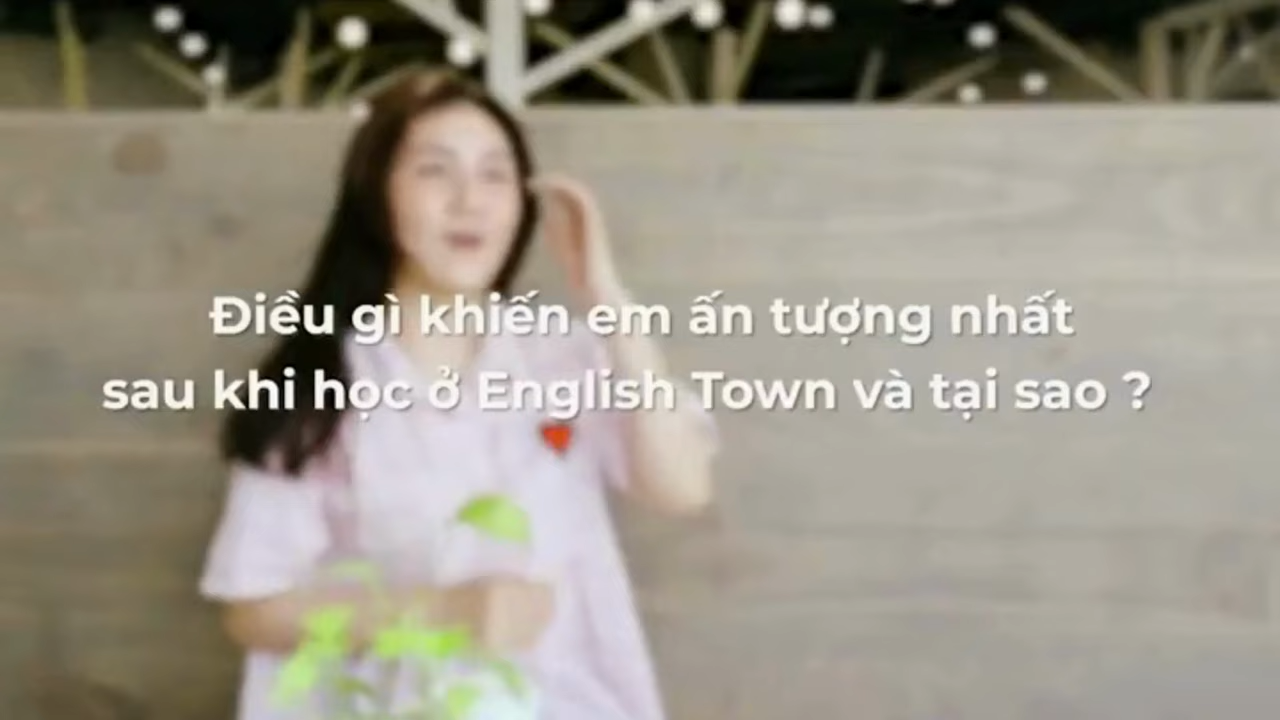 Điều gì khiến em ấn tượng nhất
sau khi học ở English Town và tại sao ?